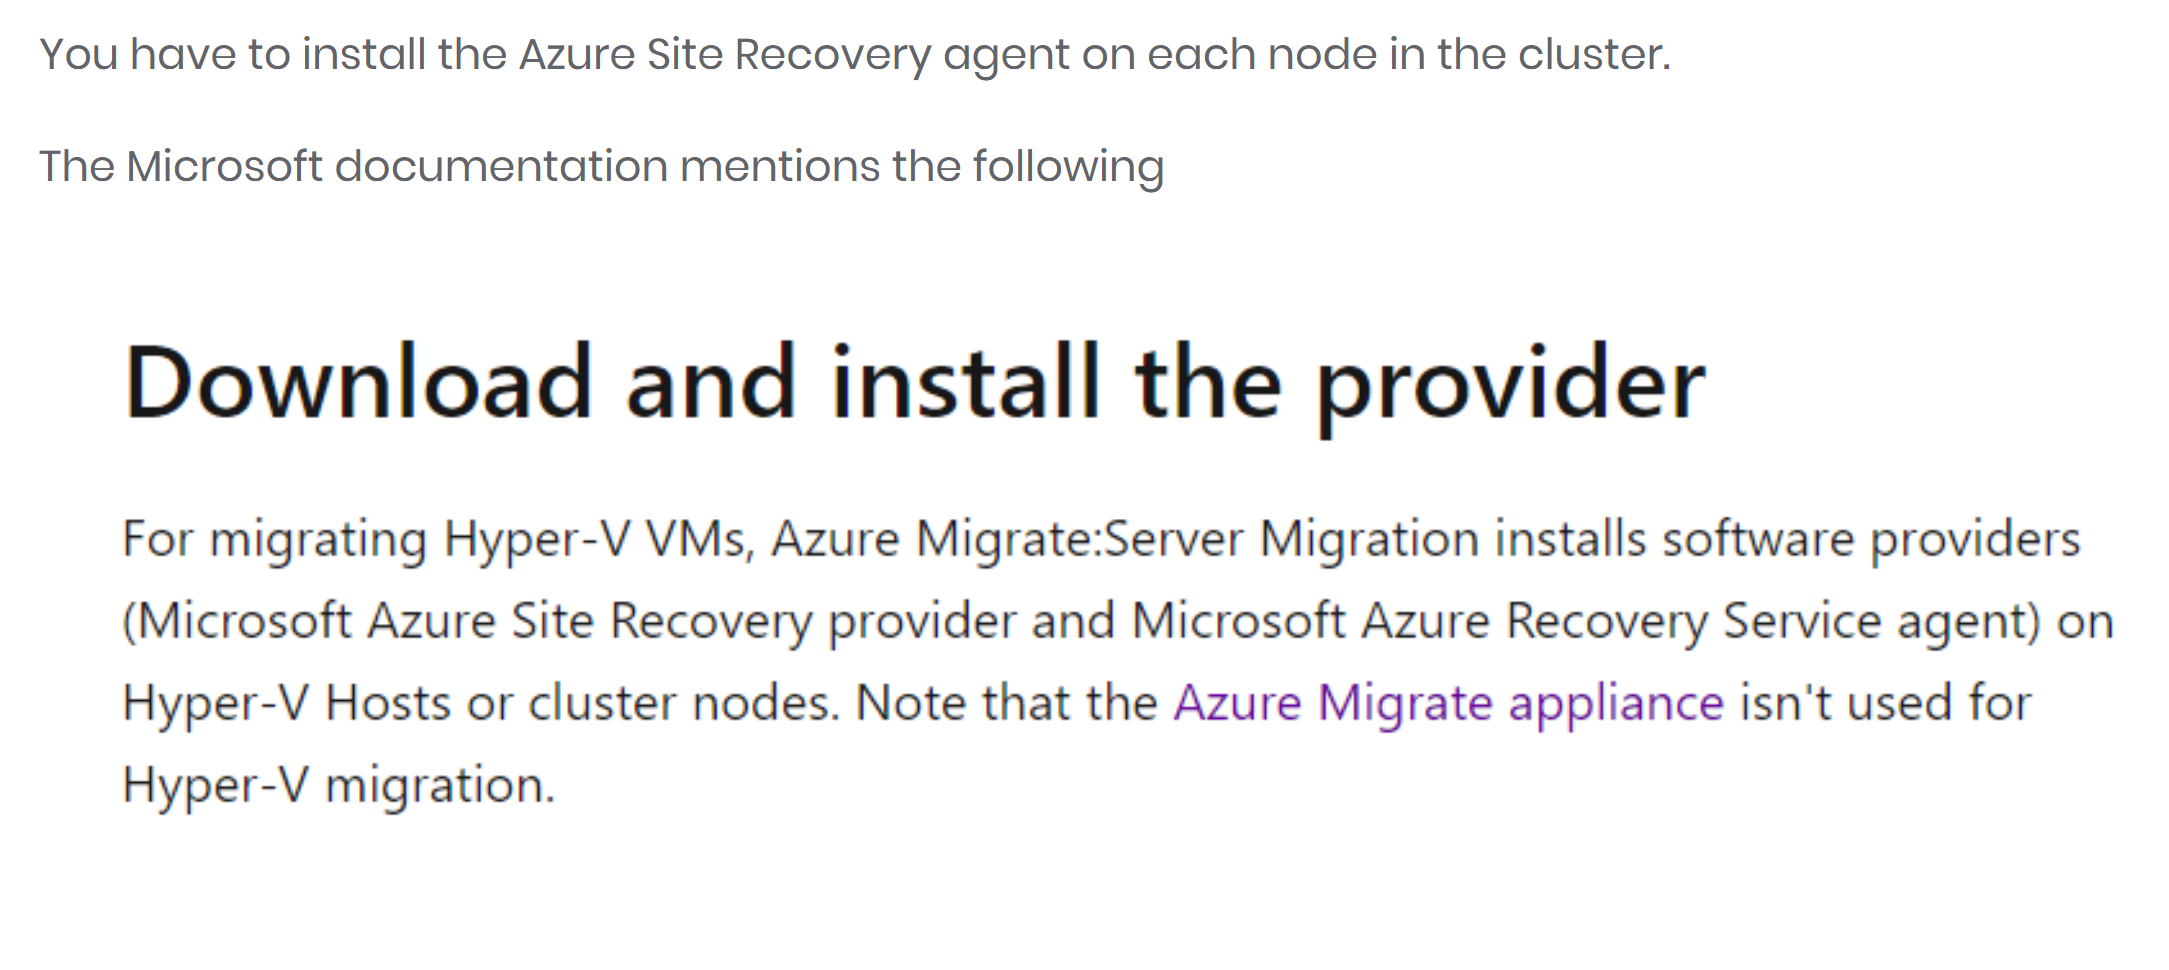 You have to install the Azure Site Recovery agent on each node in the cluster.
The Microsoft documentation mentions the following
Download and install the provider
For migrating Hyper-V VMs, Azure Migrate:Server Migration installs software providers
(Microsoft Azure Site Recovery provider and Microsoft Azure Recovery Service agent) on
Hyper-V Hosts or cluster nodes. Note that the Azure Migrate appliance isn't used for
Hyper-V migration.